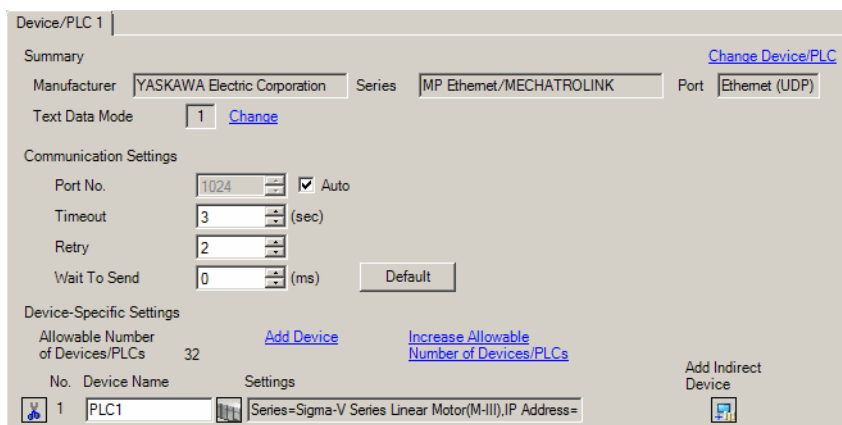 Device/PLC 1
Summary
Change Device/PLC
Manufacturer YASKAWA Electric Corporation Series MP Ethernet/MECHATROLINK Port Ethernet (UDP)
Text Data Mode 1 Change
Communication Settings
Port No. 1024 Auto
Timeout 3 (sec)
Retry 2
Wait To Send 0 (ms) Default
Device-Specific Settings
Allowable Number
of Devices/PLCs 32
Add Device
Increase Allowable
Number of Devices/PLCs
Add Indirect
Device
No. Device Name Settings
1 PLC1 Series=Sigma-V Series Linear Motor(M-III),IP Address=